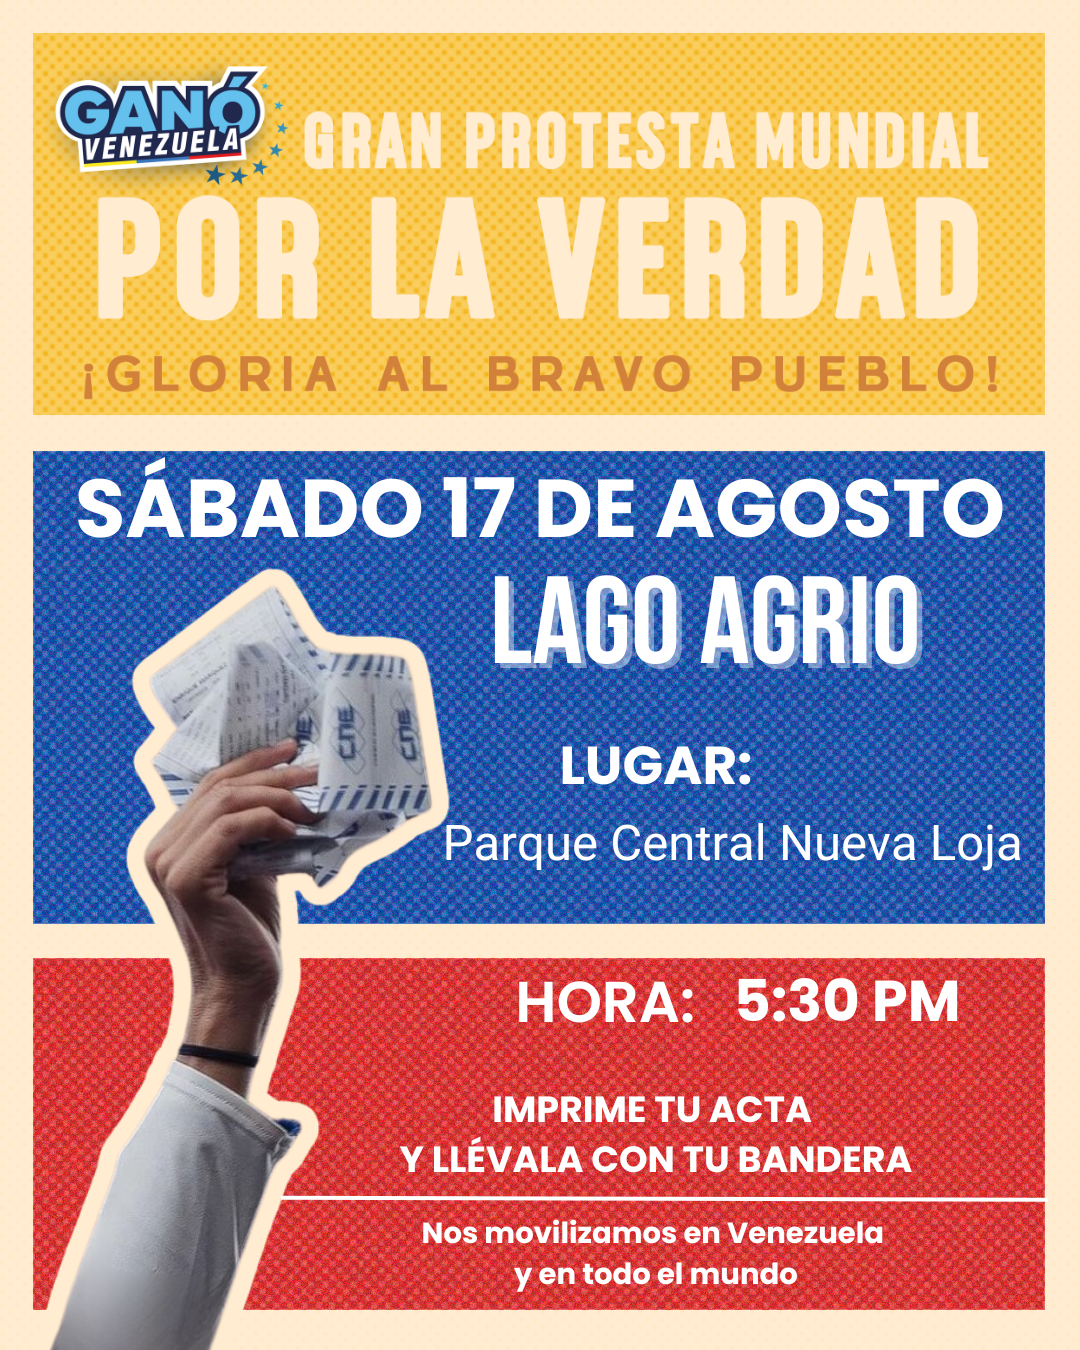 GANÓ
VENEZUELA
GRAN PROTESTA MUNDIAL
POR LA VERDAD
¡GLORIA AL BRAVO PUEBLO!
SÁBADO 17 DE AGOSTO
LAGO AGRIO
CNE
CNE
LUGAR:
Parque Central Nueva Loja
HORA: 5:30 PM
IMPRIME TU ACTA
Y LLÉVALA CON TU BANDERA
Nos movilizamos en Venezuela
y en todo el mundo